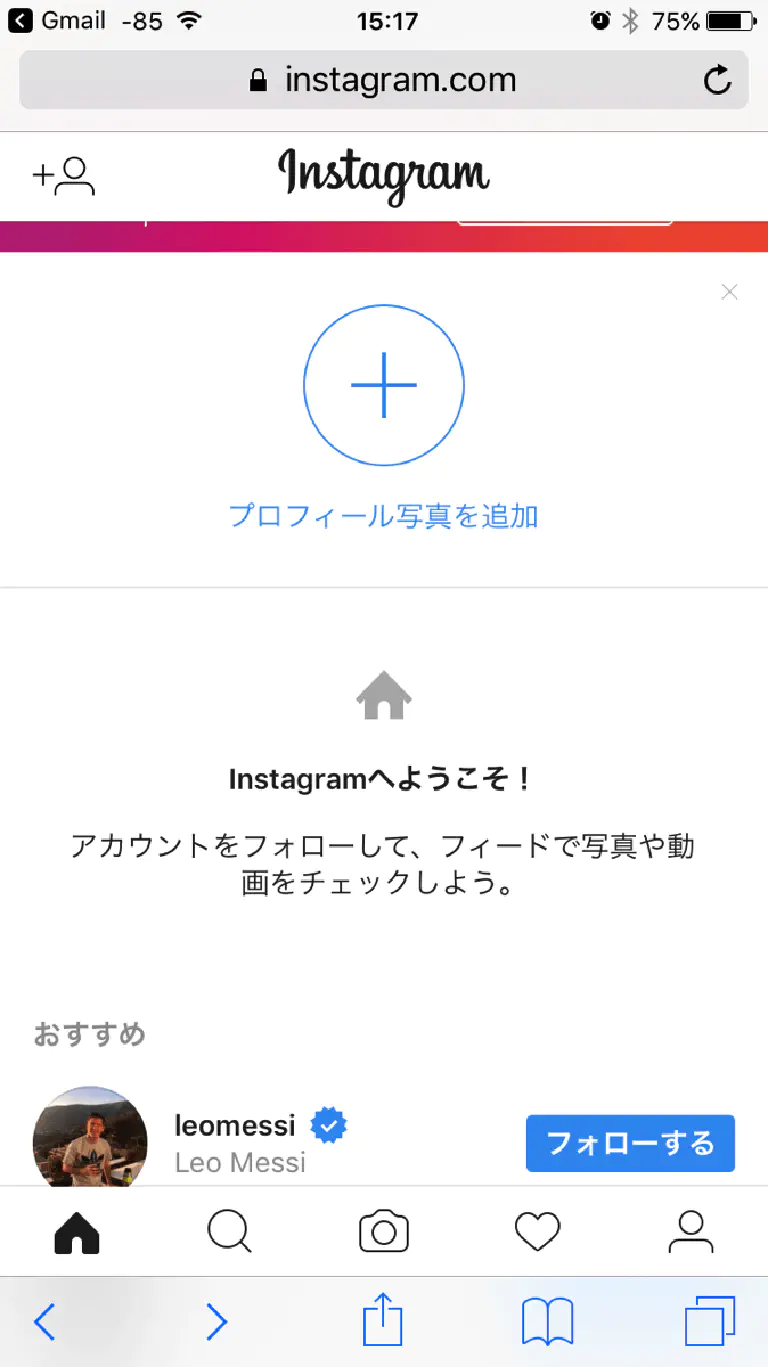 Gmail -85 15:17 75%
instagram.com
Instagram
プロフィール写真を追加
Instagramへようこそ！
アカウントをフォローして、フィードで写真や動
画をチェックしよう。
おすすめ
leomessi
Leo Messi
フォローする